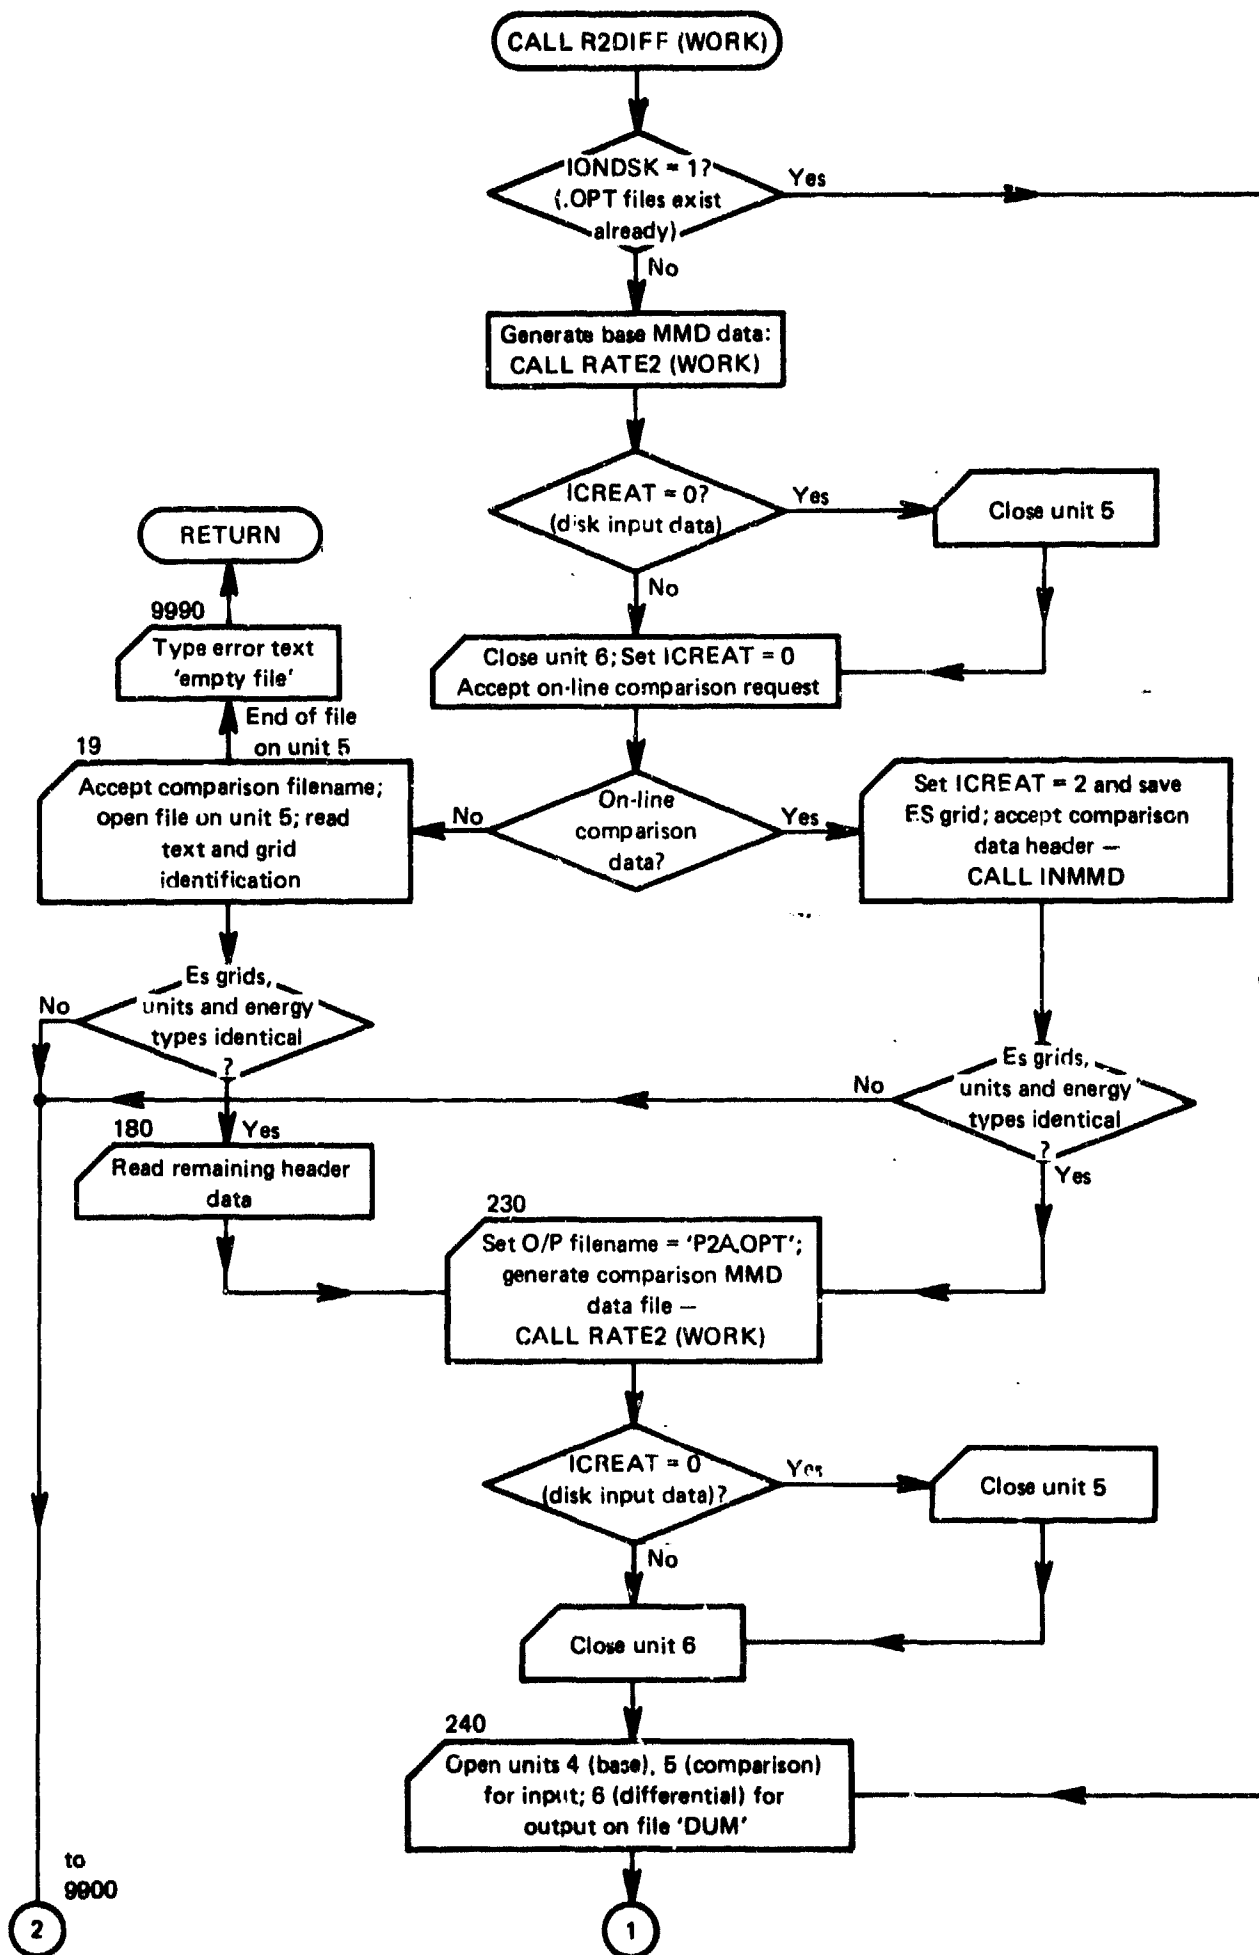 CALL R2DIFF (WORK)
IONDSK = 1?
(.OPT files exist
already)
Yes
No
Generate base MMD data:
CALL RATE2 (WORK)
ICREAT = 0?
(disk input data)
Yes
Close unit 5
No
RETURN
9990
Type error text
'empty file'
End of file
on unit 5
Close unit 6; Set ICREAT = 0
Accept on-line comparison request
19
Accept comparison filename;
open file on unit 5; read
text and grid
identification
No
On-line
comparison
data?
Yes
Set ICREAT = 2 and save
ES grid; accept comparison
data header —
CALL INMMD
Es grids,
units and energy
types identical
?
No
Yes
Es grids,
units and energy
types identical
?
No
Yes
180
Read remaining header
data
230
Set O/P filename = 'P2A.OPT';
generate comparison MMD
data file —
CALL RATE2 (WORK)
ICREAT = 0
(disk input data)?
Yes
Close unit 5
No
Close unit 6
240
Open units 4 (base), 5 (comparison)
for input; 6 (differential) for
output on file 'DUM'
to
9900
2
1